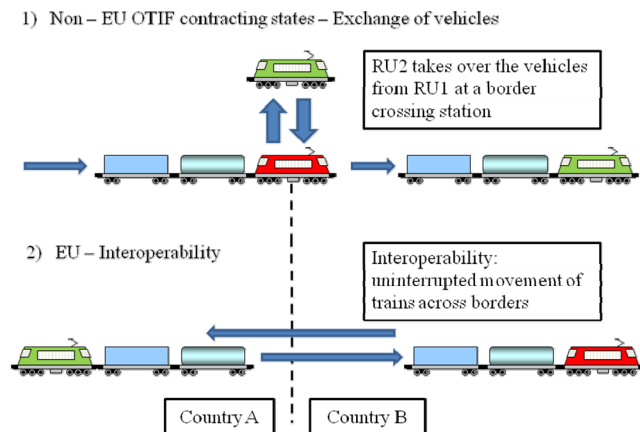 1) Non – EU OTIF contracting states – Exchange of vehicles
RU2 takes over the vehicles
from RU1 at a border
crossing station
2) EU – Interoperability
Interoperability:
uninterrupted movement of
trains across borders
Country A
Country B